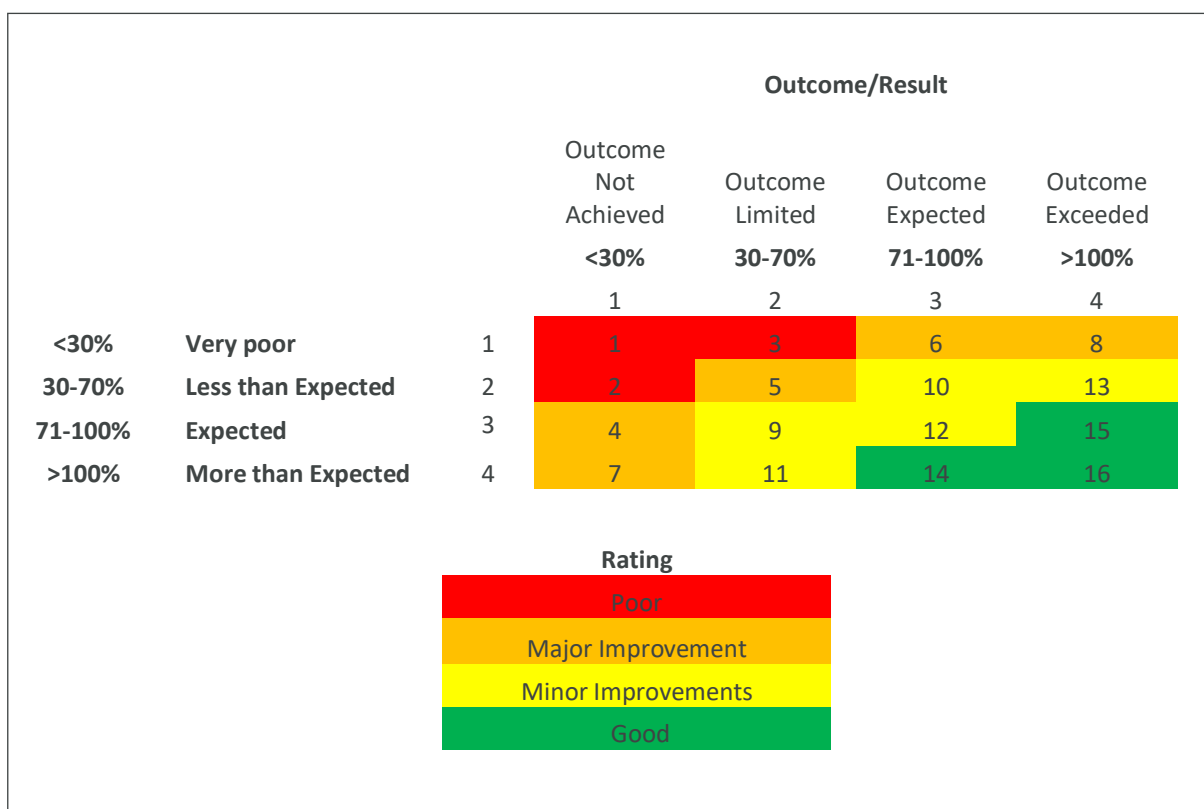 Outcome/Result
Outcome Not Achieved Outcome Limited Outcome Expected Outcome Exceeded
<30% 30-70% 71-100% >100%
1 2 3 4
<30% Very poor 1 1 3 6 8
30-70% Less than Expected 2 2 5 10 13
71-100% Expected 3 4 9 12 15
>100% More than Expected 4 7 11 14 16
Rating
Poor
Major Improvement
Minor Improvements
Good